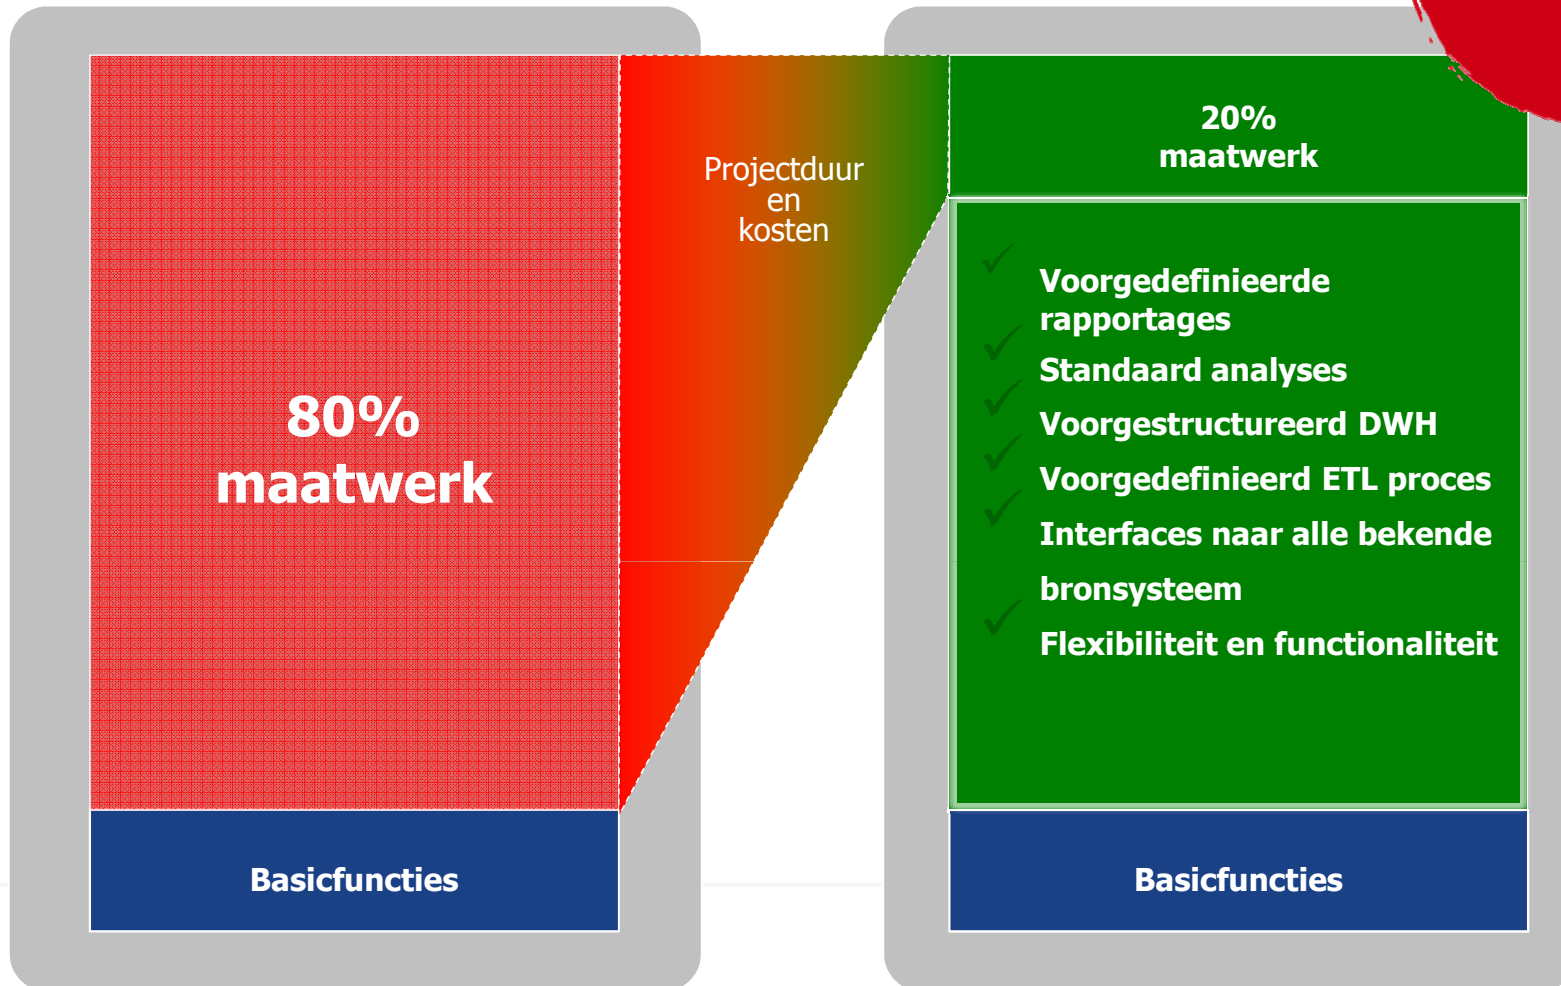 80%
maatwerk
Basicfuncties
Projectduur
en
kosten
20%
maatwerk
Voorgedefinieerde
rapportages
Standaard analyses
Voorgestructureerd DWH
Voorgedefinieerd ETL proces
Interfaces naar alle bekende
bronsysteem
Flexibiliteit en functionaliteit
Basicfuncties